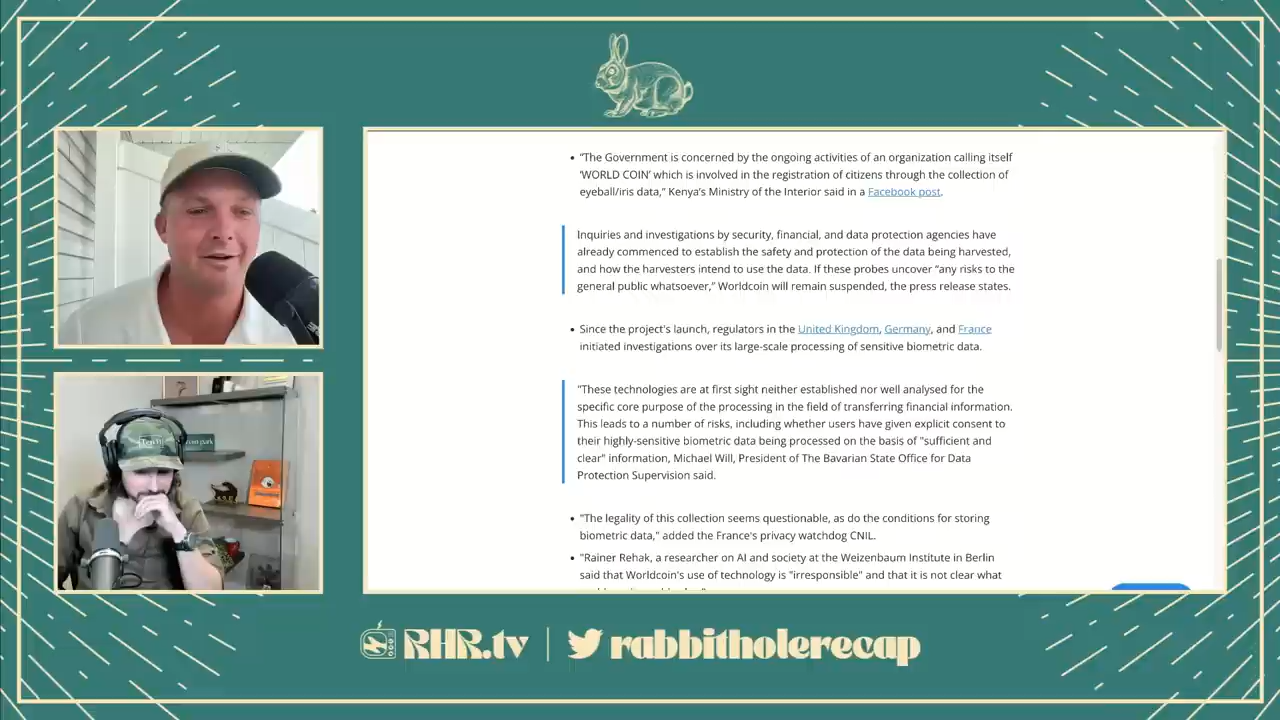 • "The Government is concerned by the ongoing activities of an organization calling itself
'WORLD COIN' which is involved in the registration of citizens through the collection of
eyeball/iris data," Kenya's Ministry of the Interior said in a Facebook post.
Inquiries and investigations by security, financial, and data protection agencies have
already commenced to establish the safety and protection of the data being harvested,
and how the harvesters intend to use the data. If these probes uncover "any risks to the
general public whatsoever," Worldcoin will remain suspended, the press release states.
• Since the project's launch, regulators in the United Kingdom, Germany, and France
initiated investigations over its large-scale processing of sensitive biometric data.
"These technologies are at first sight neither established nor well analysed for the
specific core purpose of the processing in the field of transferring financial information.
This leads to a number of risks, including whether users have given explicit consent to
their highly-sensitive biometric data being processed on the basis of "sufficient and
clear" information, Michael Will, President of The Bavarian State Office for Data
Protection Supervision said.
• "The legality of this collection seems questionable, as do the conditions for storing
biometric data," added the France's privacy watchdog CNIL.
• "Rainer Rehak, a researcher on AI and society at the Weizenbaum Institute in Berlin
said that Worldcoin's use of technology is "irresponsible" and that it is not clear what
RHR.tv | rabbitholerecap